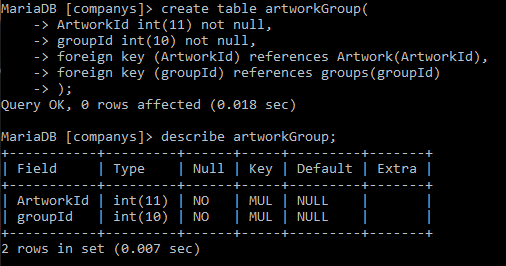 MariaDB [companys]> create table artworkGroup(
    -> ArtworkId int(11) not null,
    -> groupId int(10) not null,
    -> foreign key (ArtworkId) references Artwork(ArtworkId),
    -> foreign key (groupId) references groups(groupId)
    -> );
Query OK, 0 rows affected (0.018 sec)
MariaDB [companys]> describe artworkGroup;
+-----------+---------+------+-----+---------+-------+
| Field     | Type    | Null | Key | Default | Extra |
+-----------+---------+------+-----+---------+-------+
| ArtworkId | int(11) | NO   | MUL | NULL    |       |
| groupId   | int(10) | NO   | MUL | NULL    |       |
+-----------+---------+------+-----+---------+-------+
2 rows in set (0.007 sec)